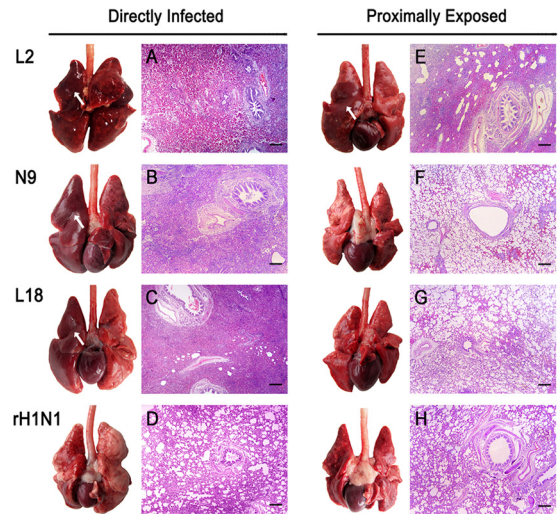 Directly Infected
Proximally Exposed
L2
A
E
N9
B
F
L18
C
G
rH1N1
D
H